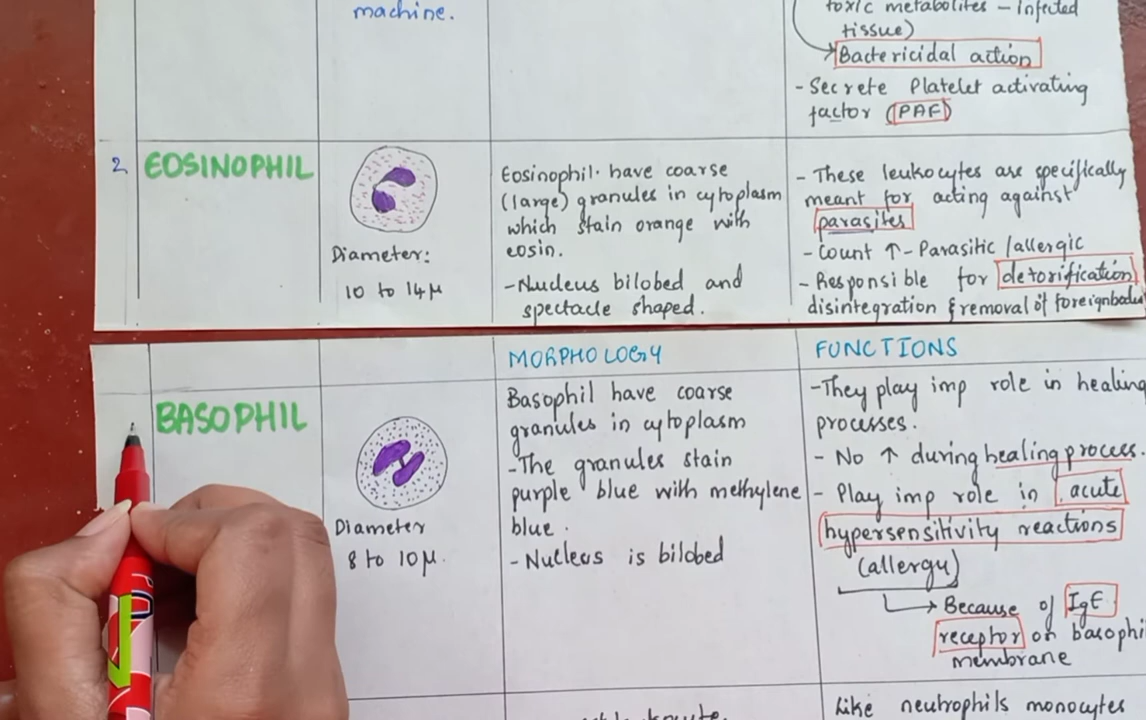 machine.
toxic metabolites - infected
tissue)
Bactericidal action
- Secrete Platelet activating
factor (PAF)
2. EOSINOPHIL
Diameter:
10 to 14µ
Eosinophil. have coarse
(large) granules in cytoplasm
which stain orange with
eosin.
- Nucleus bilobed and
spectacle shaped.
- These leukocytes are specifically
meant for acting against
parasites
- Count ↑ - Parasitic /allergic
- Responsible for detoxification
disintegration & removal of foreign
MORPHOLOGY
FUNCTIONS
BASOPHIL
Diameter
8 to 10µ.
Basophil have coarse
granules in cytoplasm
- The granules stain
purple blue with methylene
blue.
- Nucleus is bilobed
- They play imp role in healing
processes.
- No ↑ during healing process.
- Play imp role in acute
hypersensitivity reactions
(allergy)
→ Because of IgE
receptor on
membrane
Like neutrophils monocytes